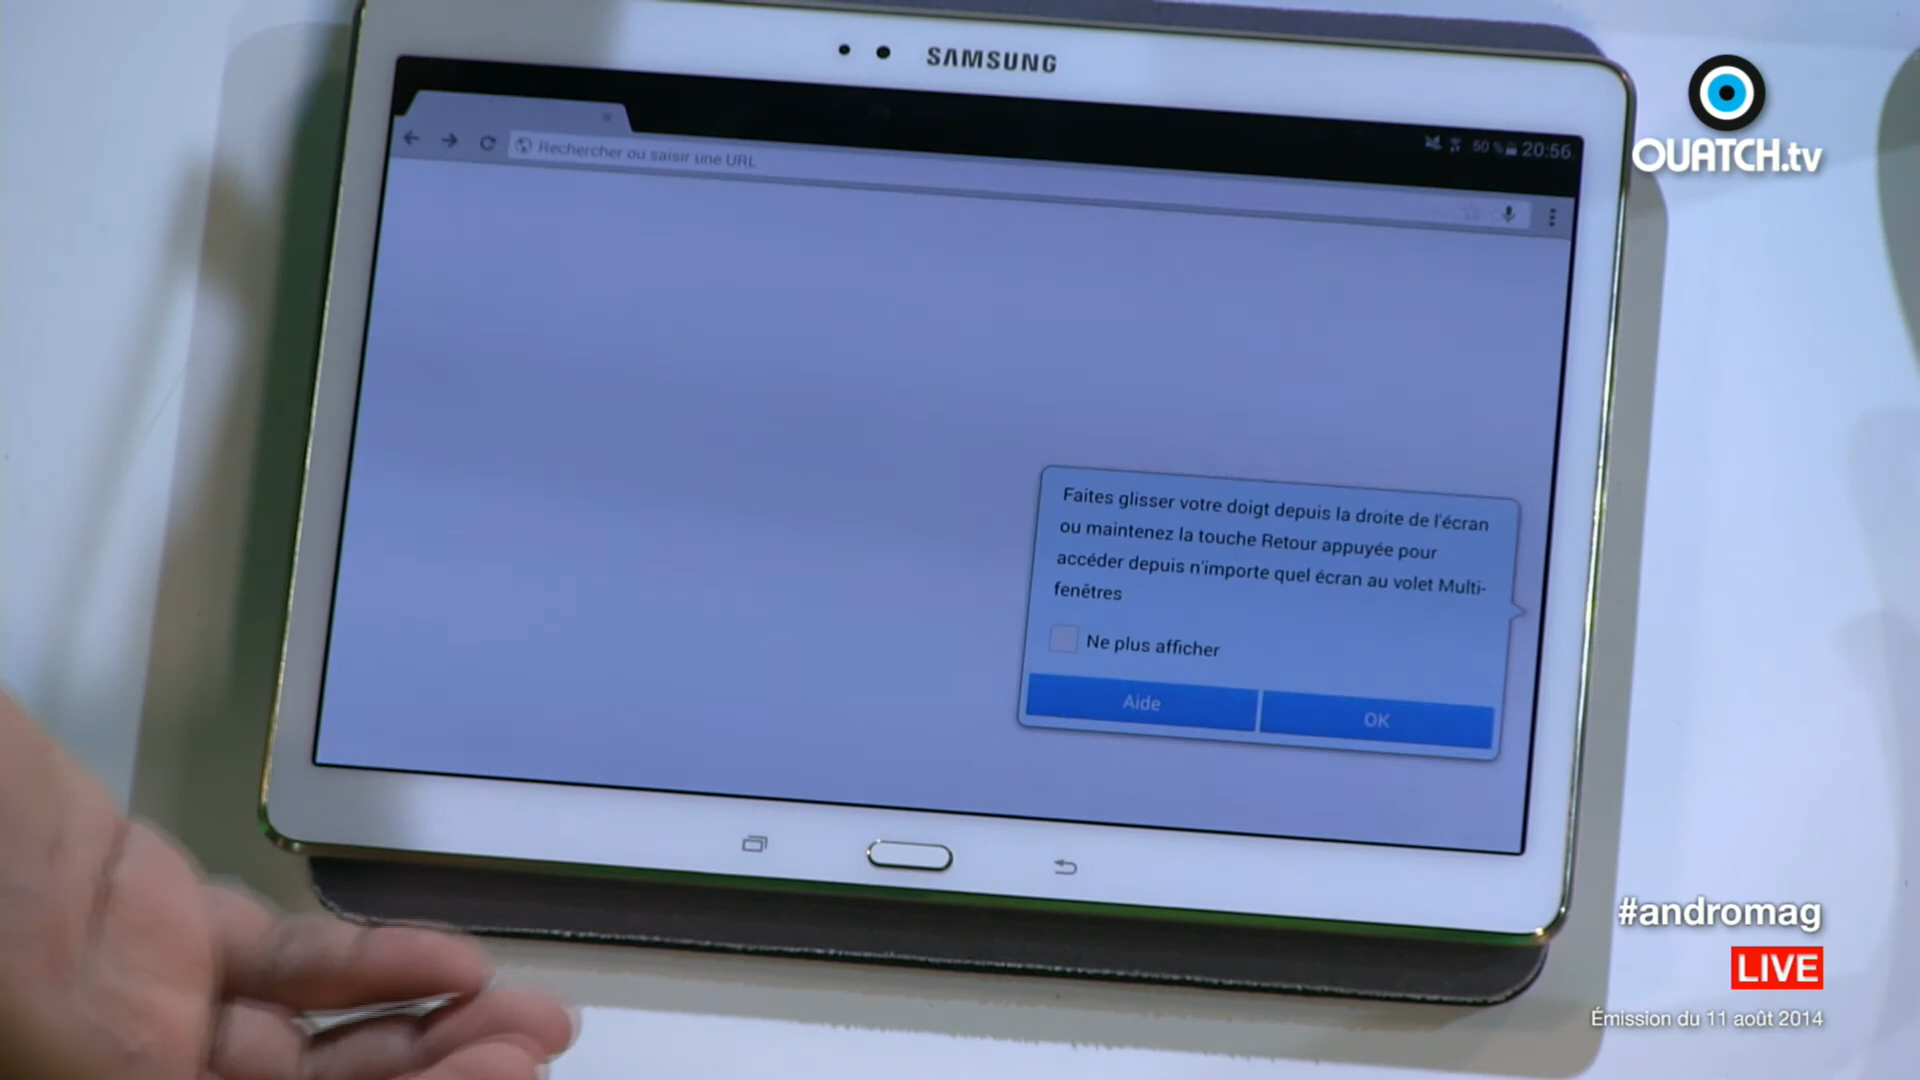 SAMSUNG
OUATCH.tv
50 % 20:56
Rechercher ou saisir une URL
Faites glisser votre doigt depuis la droite de l'écran
ou maintenez la touche Retour appuyée pour
accéder depuis n'importe quel écran au volet Multi-
fenêtres
Ne plus afficher
Aide
OK
#andromag
LIVE
Émission du 11 août 2014